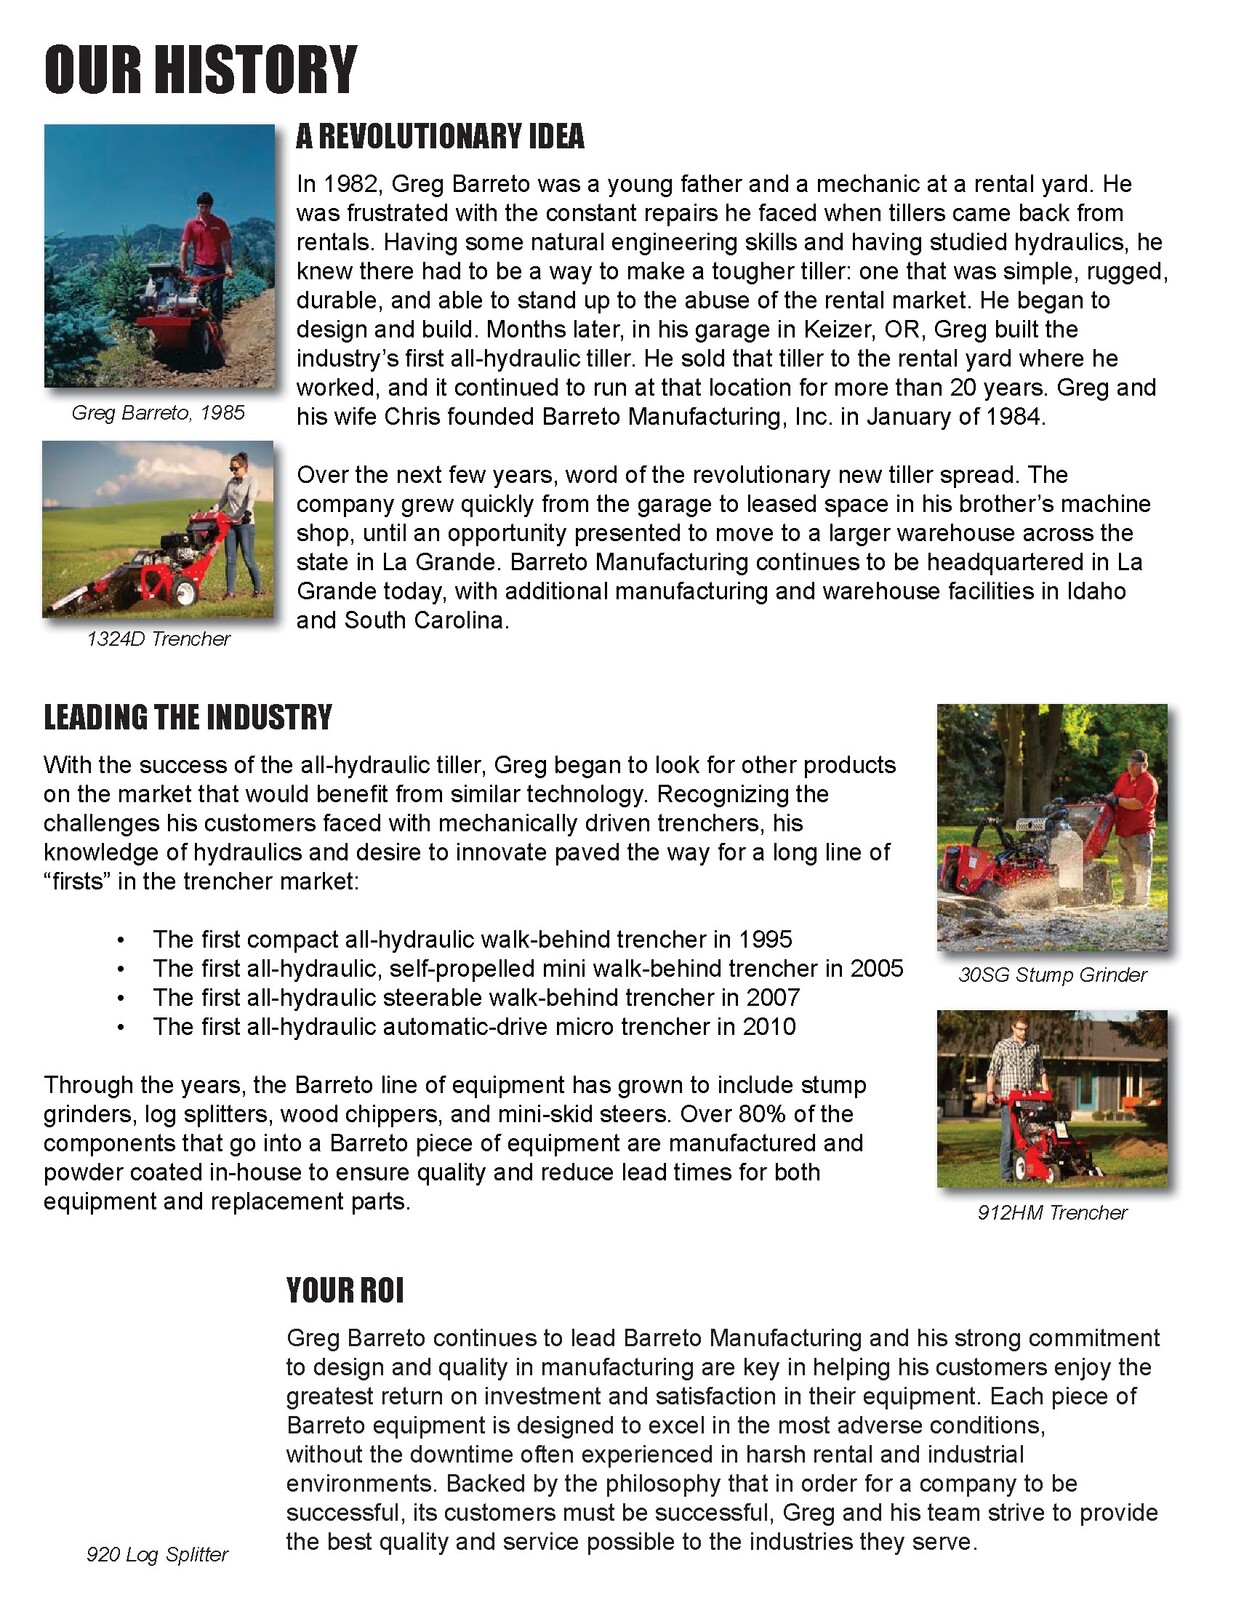 OUR HISTORY
A REVOLUTIONARY IDEA
In 1982, Greg Barreto was a young father and a mechanic at a rental yard. He
was frustrated with the constant repairs he faced when tillers came back from
rentals. Having some natural engineering skills and having studied hydraulics, he
knew there had to be a way to make a tougher tiller: one that was simple, rugged,
durable, and able to stand up to the abuse of the rental market. He began to
design and build. Months later, in his garage in Keizer, OR, Greg built the
industry’s first all-hydraulic tiller. He sold that tiller to the rental yard where he
worked, and it continued to run at that location for more than 20 years. Greg and
his wife Chris founded Barreto Manufacturing, Inc. in January of 1984.
Greg Barreto, 1985
Over the next few years, word of the revolutionary new tiller spread. The
company grew quickly from the garage to leased space in his brother’s machine
shop, until an opportunity presented to move to a larger warehouse across the
state in La Grande. Barreto Manufacturing continues to be headquartered in La
Grande today, with additional manufacturing and warehouse facilities in Idaho
and South Carolina.
1324D Trencher
LEADING THE INDUSTRY
With the success of the all-hydraulic tiller, Greg began to look for other products
on the market that would benefit from similar technology. Recognizing the
challenges his customers faced with mechanically driven trenchers, his
knowledge of hydraulics and desire to innovate paved the way for a long line of
“firsts” in the trencher market:
• The first compact all-hydraulic walk-behind trencher in 1995
• The first all-hydraulic, self-propelled mini walk-behind trencher in 2005
• The first all-hydraulic steerable walk-behind trencher in 2007
• The first all-hydraulic automatic-drive micro trencher in 2010
30SG Stump Grinder
Through the years, the Barreto line of equipment has grown to include stump
grinders, log splitters, wood chippers, and mini-skid steers. Over 80% of the
components that go into a Barreto piece of equipment are manufactured and
powder coated in-house to ensure quality and reduce lead times for both
equipment and replacement parts.
912HM Trencher
YOUR ROI
Greg Barreto continues to lead Barreto Manufacturing and his strong commitment
to design and quality in manufacturing are key in helping his customers enjoy the
greatest return on investment and satisfaction in their equipment. Each piece of
Barreto equipment is designed to excel in the most adverse conditions,
without the downtime often experienced in harsh rental and industrial
environments. Backed by the philosophy that in order for a company to be
successful, its customers must be successful, Greg and his team strive to provide
the best quality and service possible to the industries they serve.
920 Log Splitter